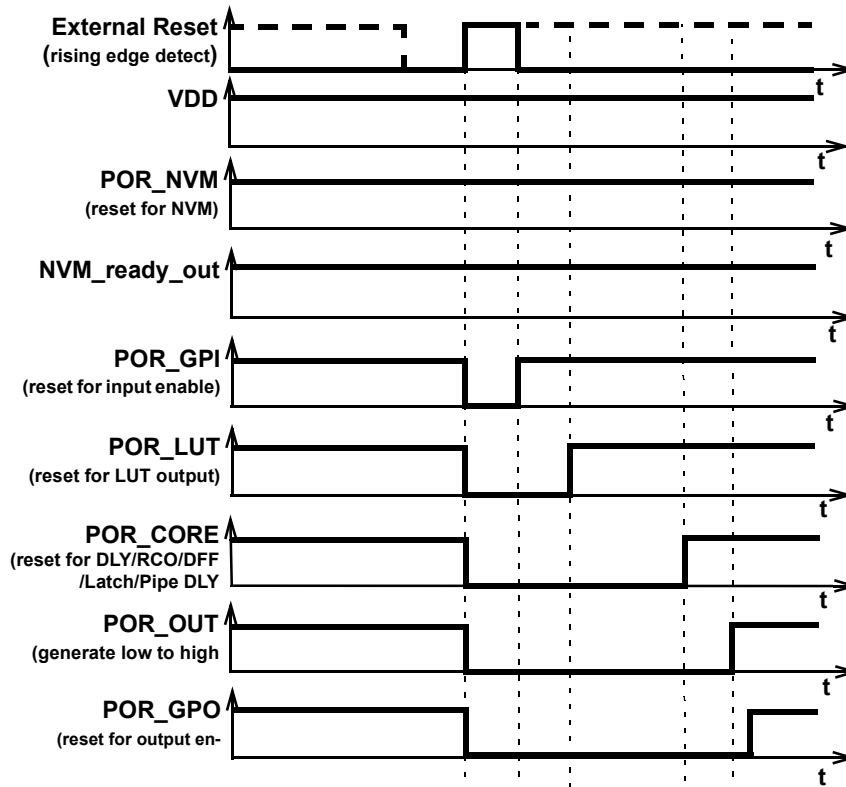 External Reset
(rising edge detect)
t
VDD
t
POR_NVM
(reset for NVM)
t
NVM_ready_out
t
POR_GPI
(reset for input enable)
t
POR_LUT
(reset for LUT output)
t
POR_CORE
(reset for DLY/RCO/DFF
/Latch/Pipe DLY
t
POR_OUT
(generate low to high
t
POR_GPO
(reset for output en-
t